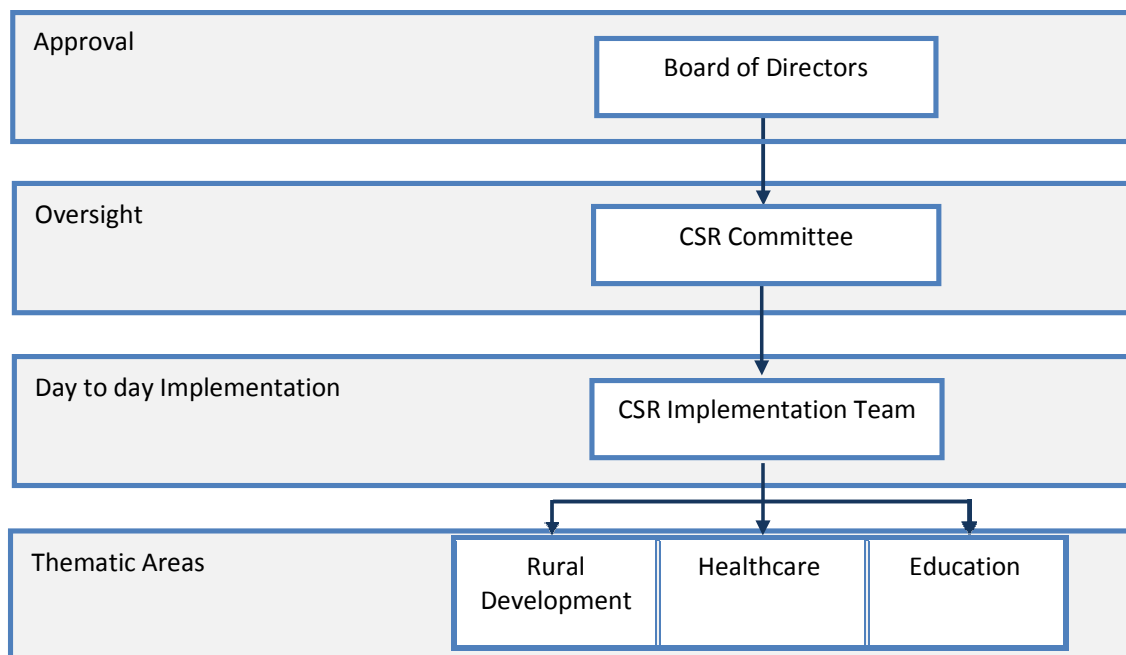 Approval
Board of Directors
Oversight
CSR Committee
Day to day Implementation
CSR Implementation Team
Thematic Areas
Rural
Development
Healthcare
Education